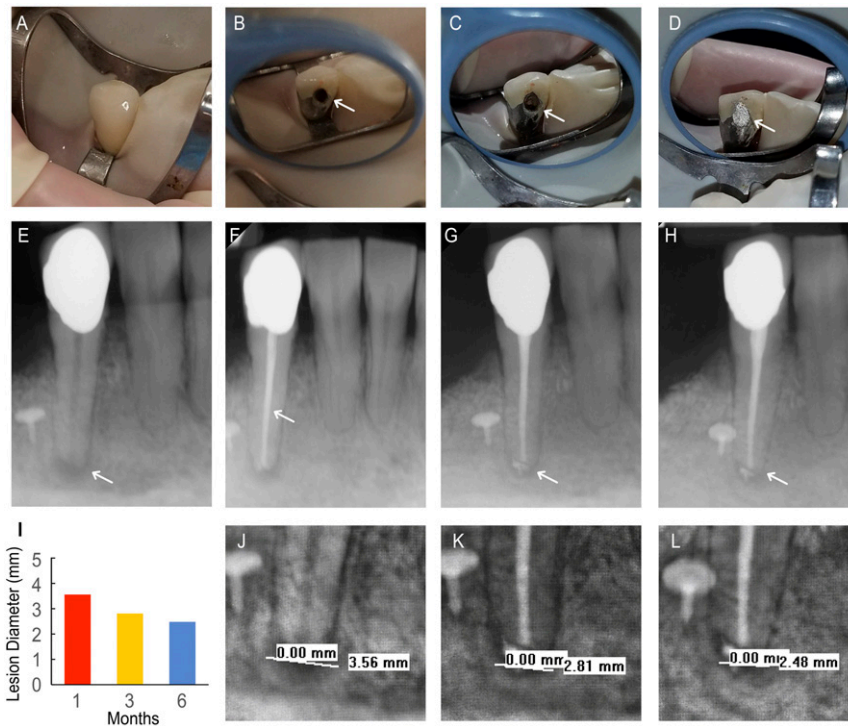 A
B
C
D
E
F
G
H
I
Lesion Diameter (mm)
5
4
3
2
1
0
1
3
6
Months
J
0.00 mm
3.56 mm
K
0.00 mm
2.81 mm
L
0.00 mm
2.48 mm